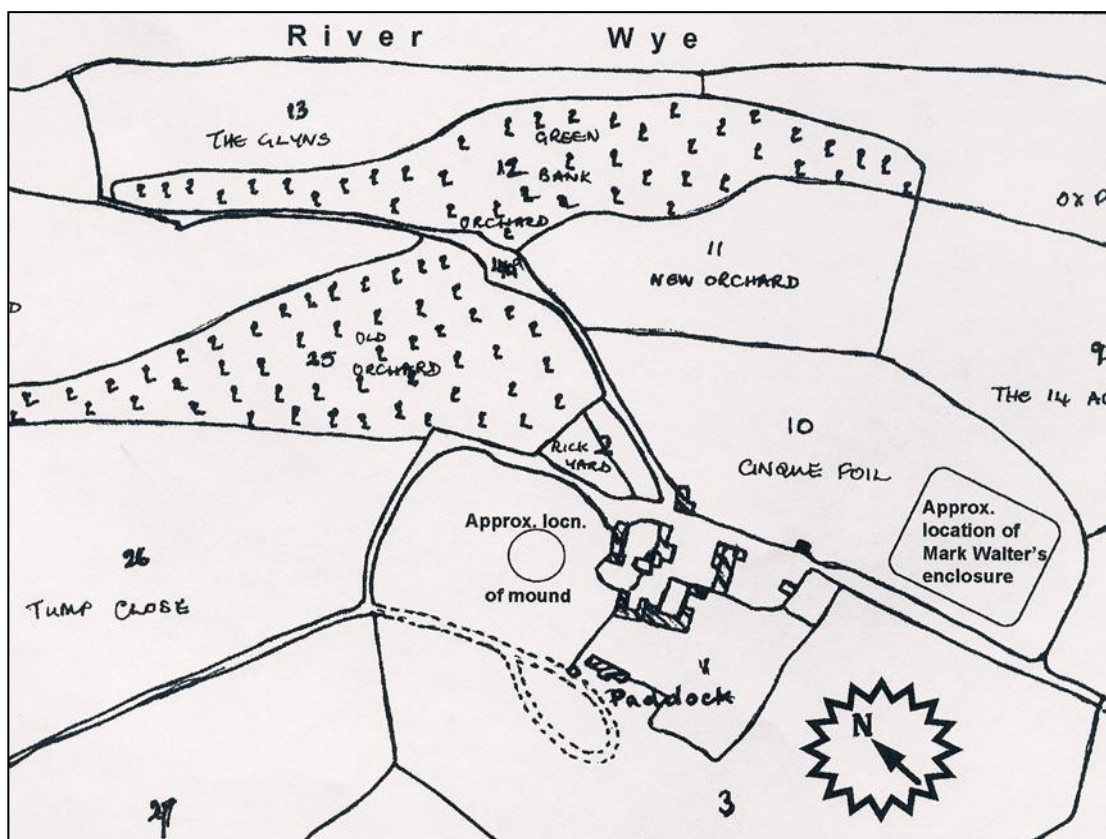 River Wye
13
THE GLYNS
GREEN
12 BANK
ORCHARD
OX P
11
NEW ORCHARD
D
OLD
25 ORCHARD
9
THE 14 AC
10
CINQUE FOIL
2
RICK
YARD
Approx. locn.
of mound
Approx.
location of
Mark Walter's
enclosure
26
TUMP CLOSE
Paddock
N
27
3